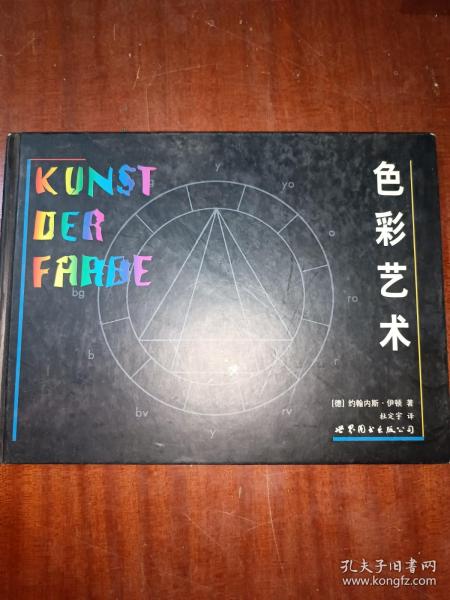 KUNST
DER
FARBE
色彩艺术
y
yo
o
ro
r
rv
y
bv
b
bg
[德] 约翰内斯·伊顿 著
杜定宇 译
世界图书出版公司
孔夫子旧书网
www.kongfz.com